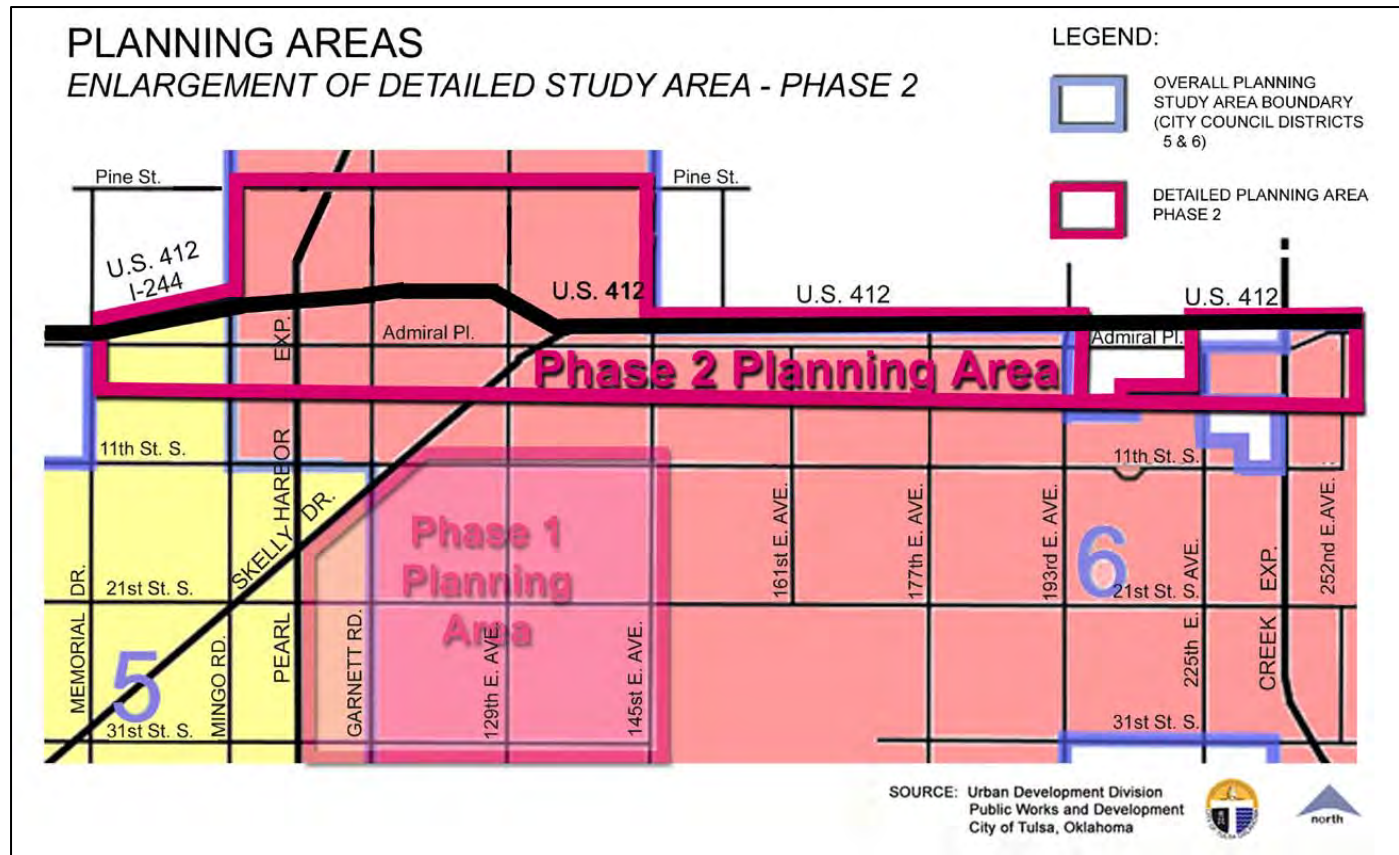 PLANNING AREAS
ENLARGEMENT OF DETAILED STUDY AREA - PHASE 2
LEGEND:
OVERALL PLANNING
STUDY AREA BOUNDARY
(CITY COUNCIL DISTRICTS
5 & 6)
DETAILED PLANNING AREA
PHASE 2
Pine St.
Pine St.
U.S. 412
I-244
U.S. 412
U.S. 412
U.S. 412
Admiral Pl.
Admiral Pl.
Phase 2 Planning Area
11th St. S.
11th St. S.
Phase 1
Planning
Area
21st St. S.
21st St. S.
31st St. S.
31st St. S.
5
6
MEMORIAL DR.
MINGO RD.
PEARL HARBOR EXP.
SKELLY DR.
GARNETT RD.
129th E. AVE.
145st E. AVE.
161st E. AVE.
177th E. AVE.
193rd E. AVE.
225th E. AVE.
CREEK EXP.
252nd E.AVE.
SOURCE: Urban Development Division
Public Works and Development
City of Tulsa, Oklahoma
north